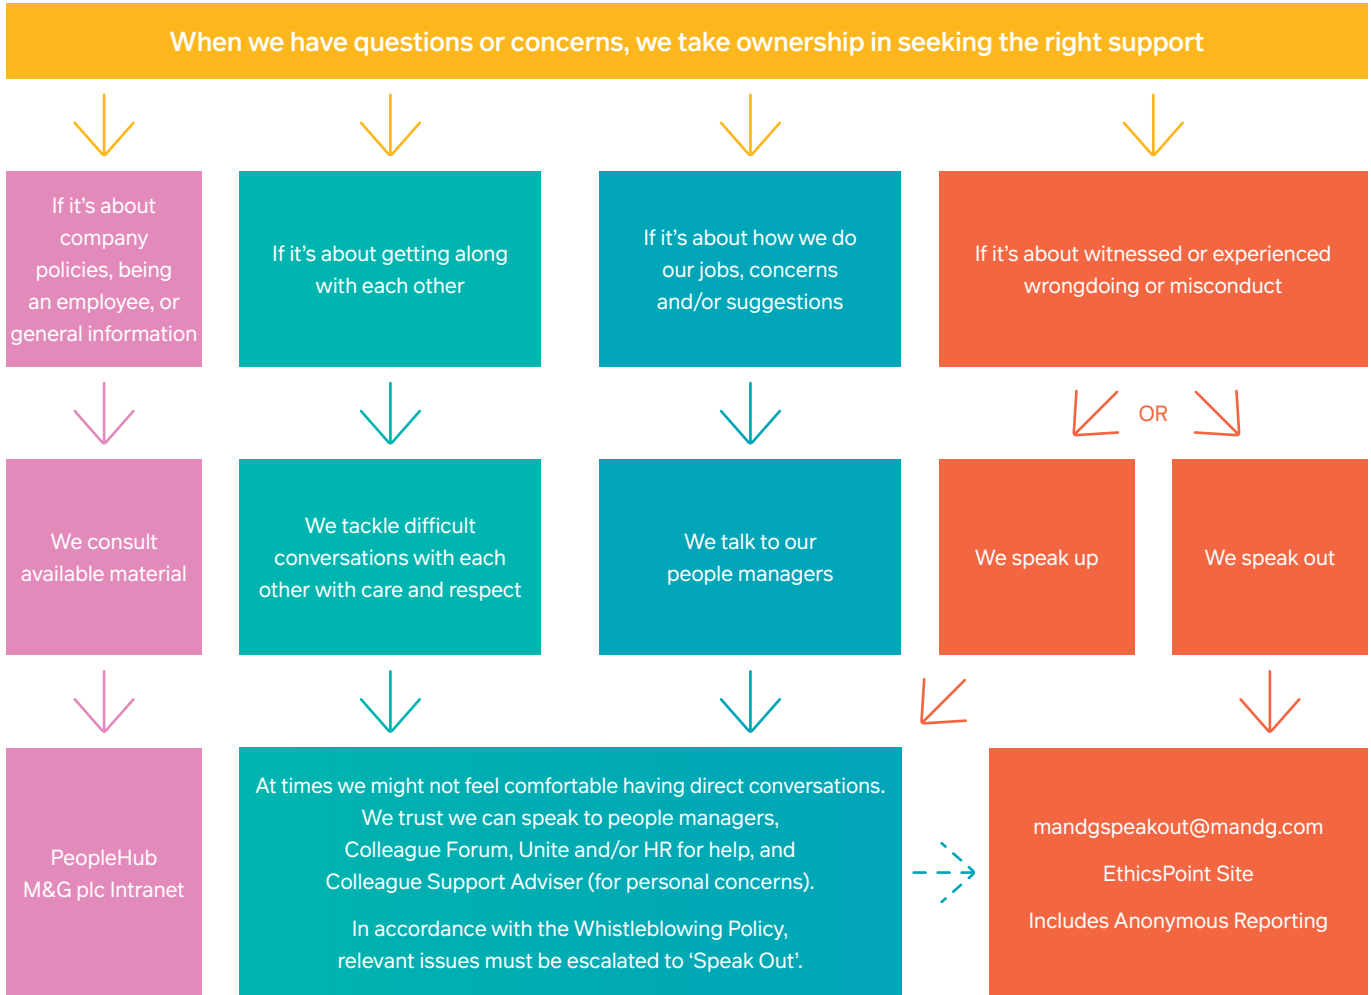 When we have questions or concerns, we take ownership in seeking the right support
If it’s about
company
policies, being
an employee, or
general information
If it’s about getting along
with each other
If it’s about how we do
our jobs, concerns
and/or suggestions
If it’s about witnessed or experienced
wrongdoing or misconduct
OR
We consult
available material
We tackle difficult
conversations with each
other with care and respect
We talk to our
people managers
We speak up
We speak out
PeopleHub
M&G plc Intranet
At times we might not feel comfortable having direct conversations.
We trust we can speak to people managers,
Colleague Forum, Unite and/or HR for help, and
Colleague Support Adviser (for personal concerns).
In accordance with the Whistleblowing Policy,
relevant issues must be escalated to ‘Speak Out’.
mandgspeakout@mandg.com
EthicsPoint Site
Includes Anonymous Reporting